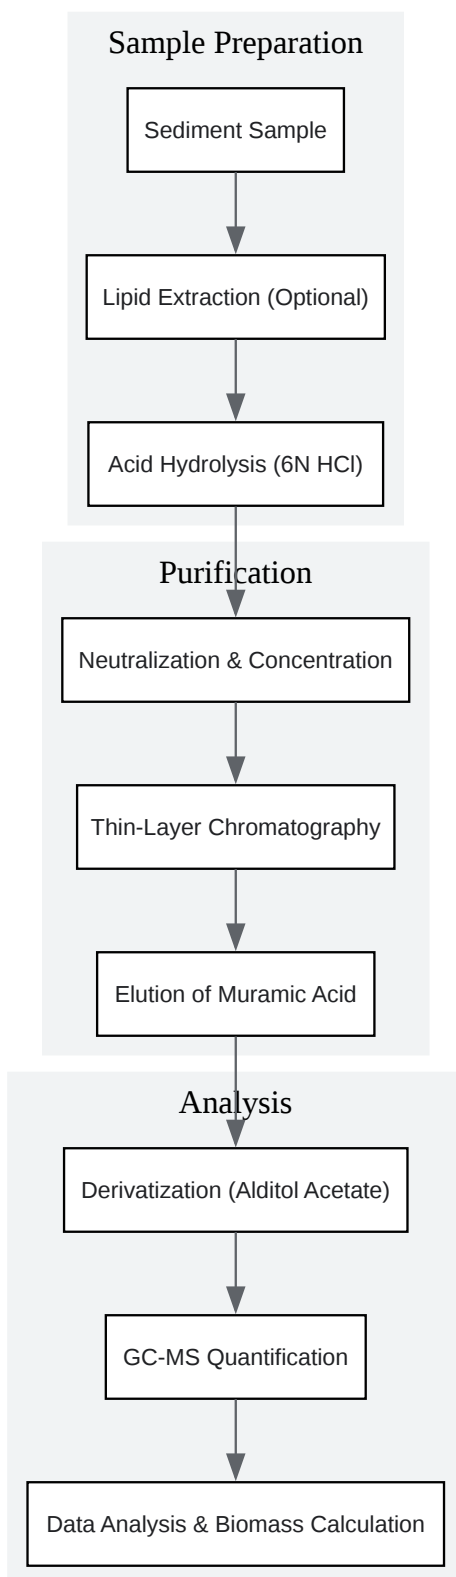 Sample Preparation
Sediment Sample
Lipid Extraction (Optional)
Acid Hydrolysis (6N HCl)
Purification
Neutralization & Concentration
Thin-Layer Chromatography
Elution of Muramic Acid
Analysis
Derivatization (Alditol Acetate)
GC-MS Quantification
Data Analysis & Biomass Calculation